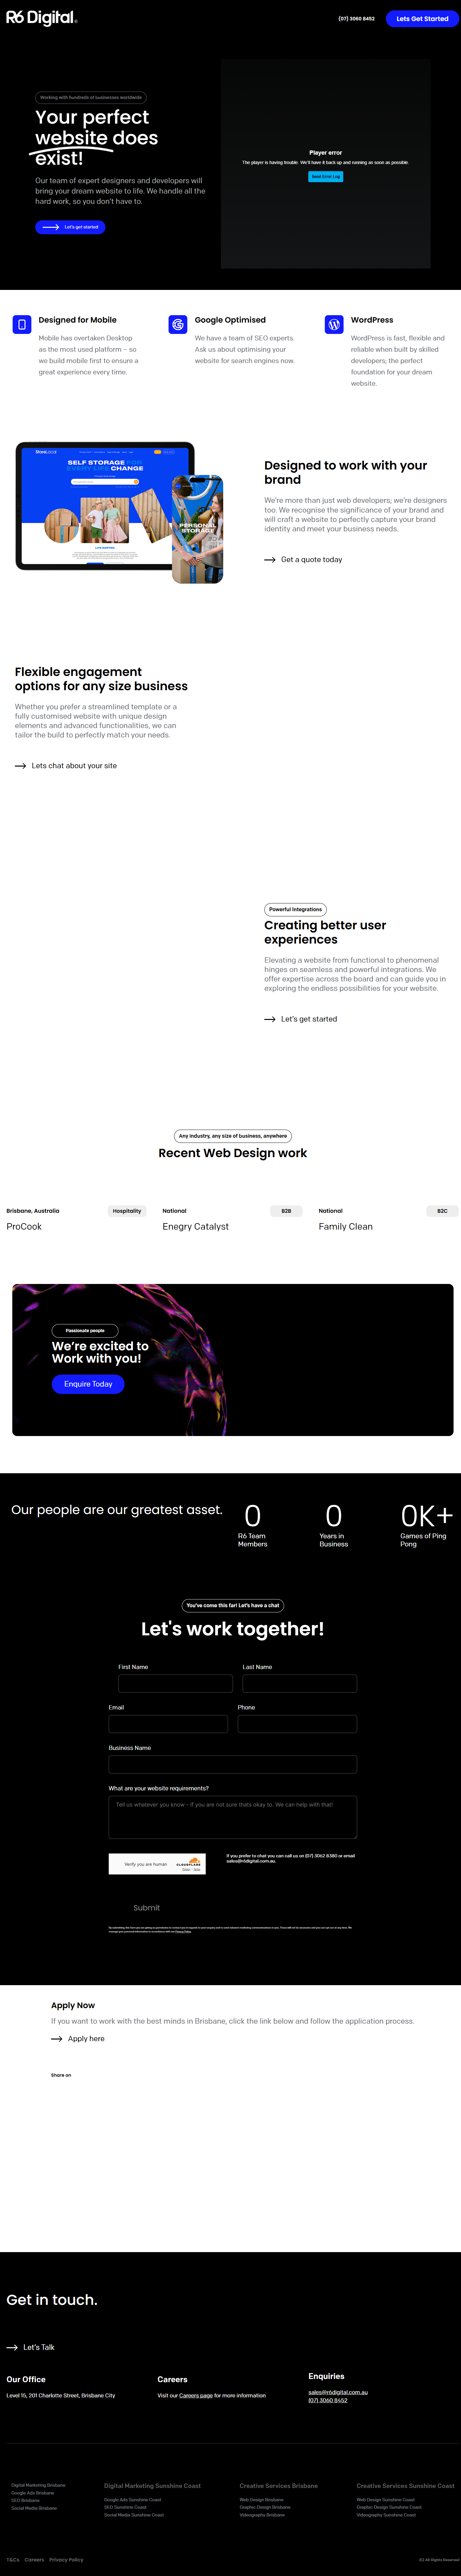 R6 Digital
(07) 3060 8452
Lets Get Started
Working with hundreds of businesses worldwide
Your perfect
website does
exist!
Our team of expert designers and developers will
bring your dream website to life. We handle all the
hard work, so you don't have to.
Let's get started
Player error
The player is having trouble. We'll have it back up and running as soon as possible.
Send Error Log
Designed for Mobile
Mobile has overtaken Desktop
as the most used platform – so
we build mobile first to ensure a
great experience every time.
Google Optimised
We have a team of SEO experts.
Ask us about optimising your
website for search engines now.
WordPress
WordPress is fast, flexible and
reliable when built by skilled
developers; the perfect
foundation for your dream
website.
StoreLocal
SELF STORAGE FOR
EVERY LIFE CHANGE
PERSONAL
STORAGE
Designed to work with your
brand
We're more than just web developers; we're designers
too. We recognise the significance of your brand and
will craft a website to perfectly capture your brand
identity and meet your business needs.
Get a quote today
Flexible engagement
options for any size business
Whether you prefer a streamlined template or a
fully customised website with unique design
elements and advanced functionalities, we can
tailor the build to perfectly match your needs.
Lets chat about your site
Powerful Integrations
Creating better user
experiences
Elevating a website from functional to phenomenal
hinges on seamless and powerful integrations. We
offer expertise across the board and can guide you in
exploring the endless possibilities for your website.
Let's get started
Any industry, any size of business, anywhere
Recent Web Design work
Brisbane, Australia
Hospitality
ProCook
National
B2B
Enegry Catalyst
National
B2C
Family Clean
Passionate people
We're excited to
Work with you!
Enquire Today
Our people are our greatest asset.
0
R6 Team
Members
0
Years in
Business
0K+
Games of Ping
Pong
You've come this far! Let's have a chat
Let's work together!
First Name
Last Name
Email
Phone
Business Name
What are your website requirements?
Tell us whatever you know - if you are not sure thats okay to. We can help with that!
Verify you are human
CLOUDFLARE
Privacy • Terms
If you prefer to chat you can call us on (07) 3062 8380 or email
sales@r6digital.com.au.
Submit
Apply Now
If you want to work with the best minds in Brisbane, click the link below and follow the application process.
Apply here
Share on
Get in touch.
Let's Talk
Our Office
Level 15, 201 Charlotte Street, Brisbane City
Careers
Visit our Careers page for more information
Enquiries
sales@r6digital.com.au
(07) 3060 8452
Digital Marketing Brisbane
Google Ads Brisbane
SEO Brisbane
Social Media Brisbane
Digital Marketing Sunshine Coast
Google Ads Sunshine Coast
SEO Sunshine Coast
Social Media Sunshine Coast
Creative Services Brisbane
Web Design Brisbane
Graphic Design Brisbane
Videography Brisbane
Creative Services Sunshine Coast
Web Design Sunshine Coast
Graphic Design Sunshine Coast
Videography Sunshine Coast
T&Cs
Careers
Privacy Policy
(C) All Rights Reserved